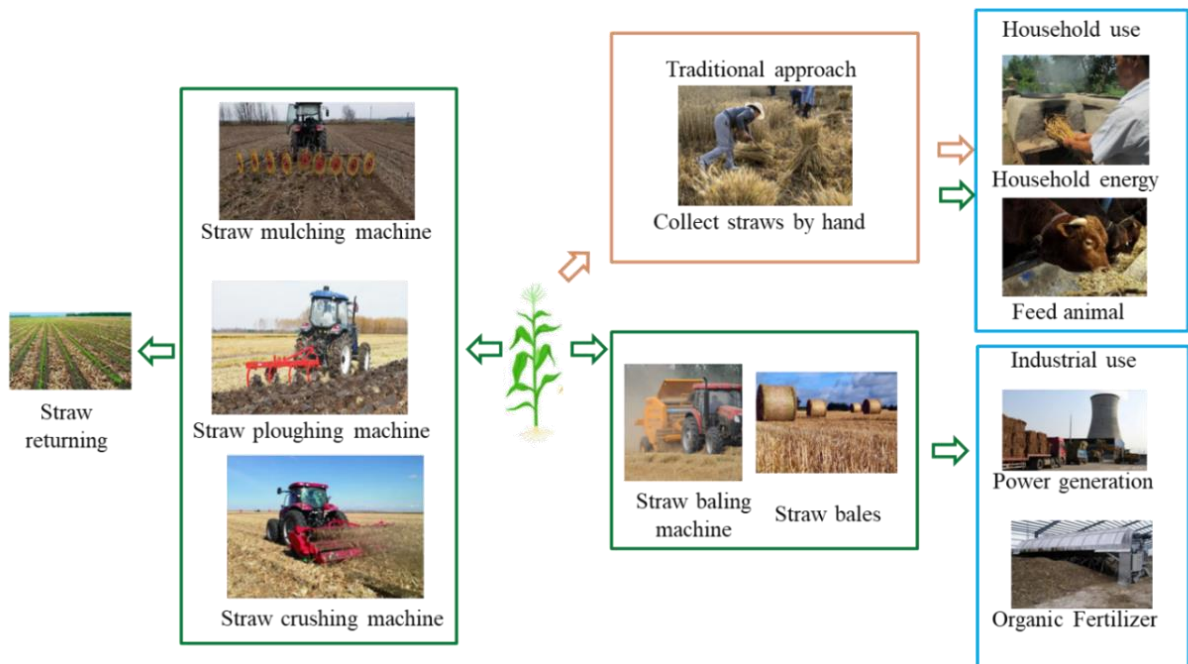 Straw mulching machine
Straw ploughing machine
Straw crushing machine
Straw
returning
Traditional approach
Collect straws by hand
Straw baling
machine
Straw bales
Household use
Household energy
Feed animal
Industrial use
Power generation
Organic Fertilizer